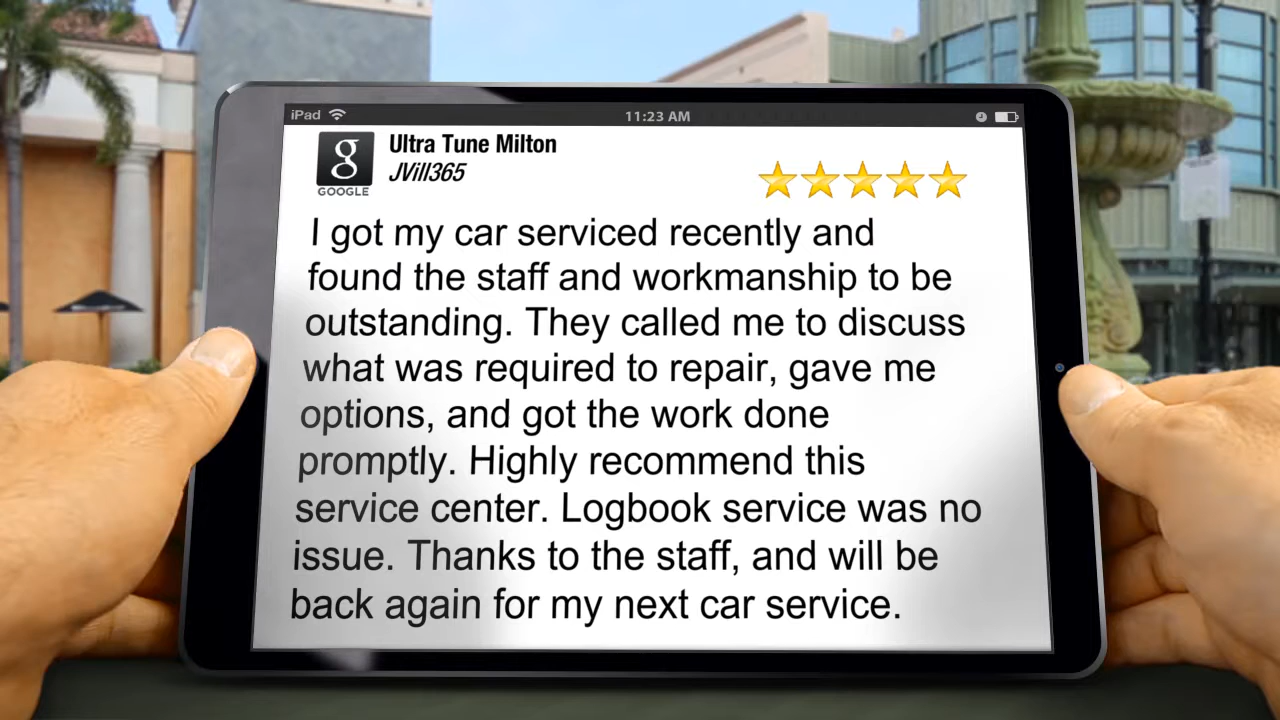 iPad
11:23 AM
g
GOOGLE
Ultra Tune Milton
JVill365
I got my car serviced recently and
found the staff and workmanship to be
outstanding. They called me to discuss
what was required to repair, gave me
options, and got the work done
promptly. Highly recommend this
service center. Logbook service was no
issue. Thanks to the staff, and will be
back again for my next car service.